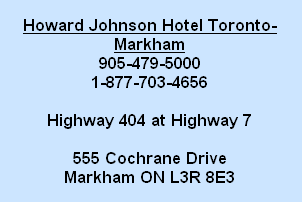 Howard Johnson Hotel Toronto-
Markham
905-479-5000
1-877-703-4656
Highway 404 at Highway 7
555 Cochrane Drive
Markham ON L3R 8E3